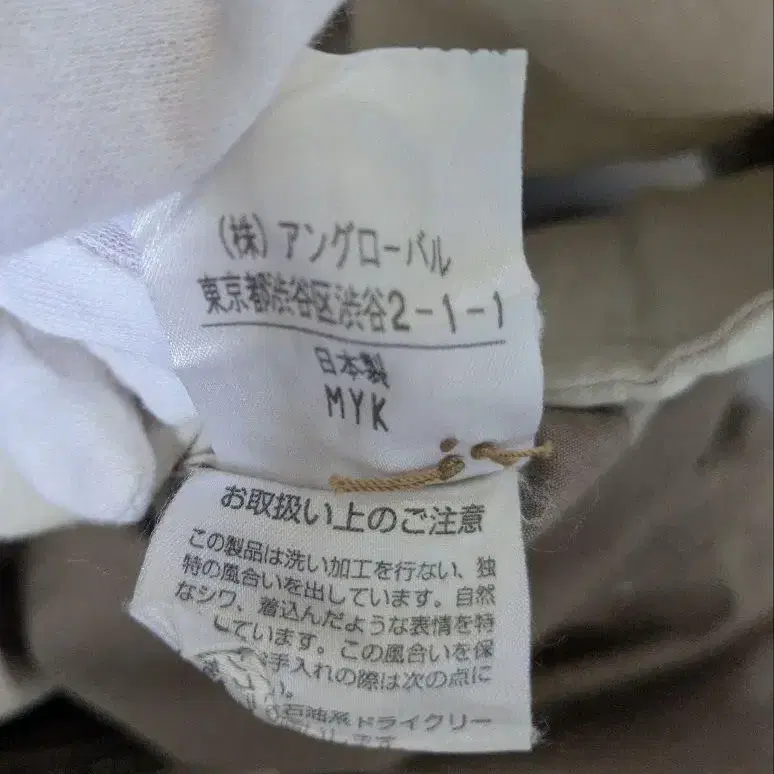 (株)アングローバル
東京都渋谷区渋谷2-1-1
日本製
MYK
お取扱い上のご注意
この製品は洗い加工を行ない、独
特の風合いを出しています。自然
なシワ、着込んだような表情を特
しています。この風合いを保
手入れの際は次の点に
い。
石油系ドライクリー
します